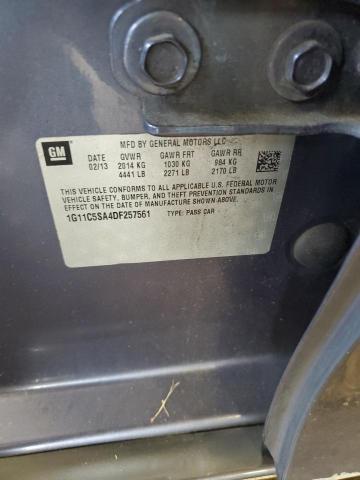 GM
MFD BY GENERAL MOTORS LLC
DATE GVWR GAWR FRT GAWR RR
02/13 2014 KG 1030 KG 984 KG
4441 LB 2271 LB 2170 LB
THIS VEHICLE CONFORMS TO ALL APPLICABLE U.S. FEDERAL MOTOR
VEHICLE SAFETY, BUMPER, AND THEFT PREVENTION STANDARDS IN
EFFECT ON THE DATE OF MANUFACTURE SHOWN ABOVE.
1G11C5SA4DF257561 TYPE: PASS CAR